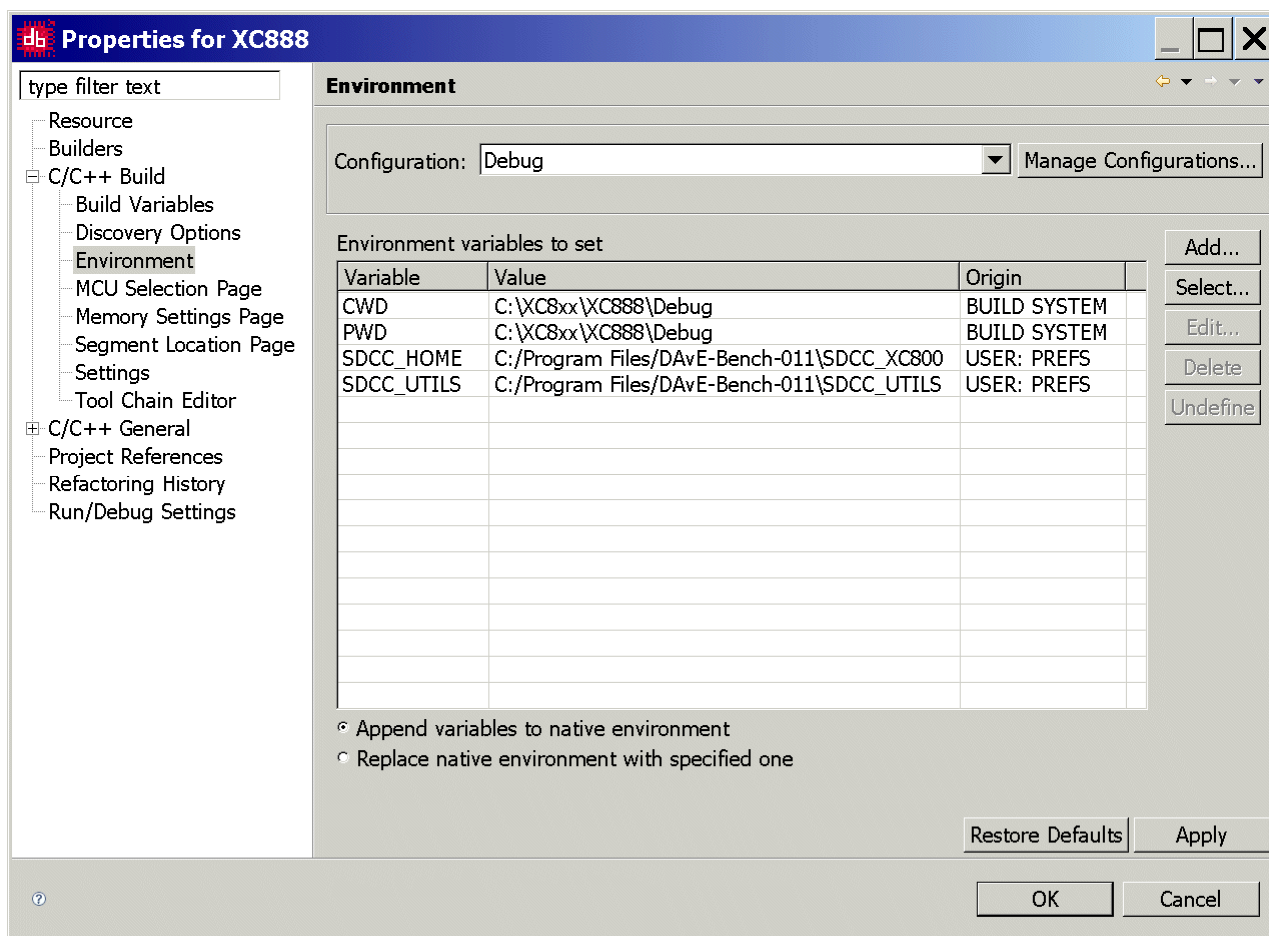 db Properties for XC888
type filter text
Resource
Builders
C/C++ Build
Build Variables
Discovery Options
Environment
MCU Selection Page
Memory Settings Page
Segment Location Page
Settings
Tool Chain Editor
C/C++ General
Project References
Refactoring History
Run/Debug Settings
Environment
Configuration: Debug Manage Configurations...
Environment variables to set
Variable Value Origin
CWD C:\XC8xx\XC888\Debug BUILD SYSTEM
PWD C:\XC8xx\XC888\Debug BUILD SYSTEM
SDCC_HOME C:/Program Files/DAvE-Bench-011\SDCC_XC800 USER: PREFS
SDCC_UTILS C:/Program Files/DAvE-Bench-011\SDCC_UTILS USER: PREFS
Add...
Select...
Edit...
Delete
Undefine
Append variables to native environment
Replace native environment with specified one
Restore Defaults Apply
? OK Cancel